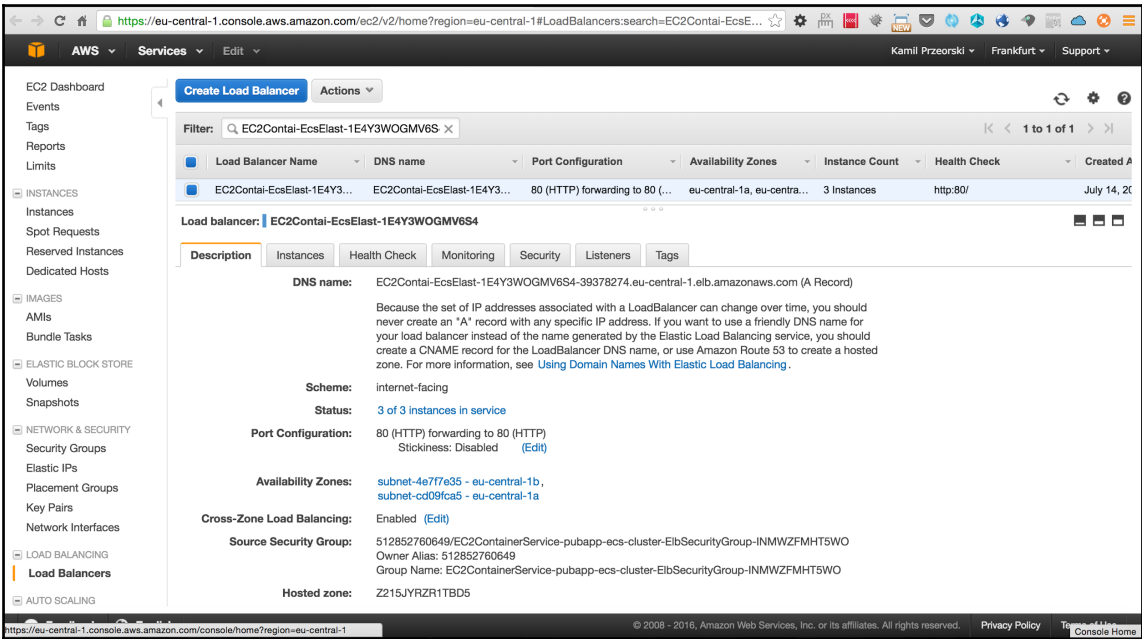 https://eu-central-1.console.aws.amazon.com/ec2/v2/home?region=eu-central-1#LoadBalancers:search=EC2Contai-EcsE...
NEW
AWS Services Edit Kamil Przeorski Frankfurt Support
EC2 Dashboard
Events
Tags
Reports
Limits
INSTANCES
Instances
Spot Requests
Reserved Instances
Dedicated Hosts
IMAGES
AMIs
Bundle Tasks
ELASTIC BLOCK STORE
Volumes
Snapshots
NETWORK & SECURITY
Security Groups
Elastic IPs
Placement Groups
Key Pairs
Network Interfaces
LOAD BALANCING
Load Balancers
AUTO SCALING
Create Load Balancer Actions
Filter: EC2Contai-EcsElast-1E4Y3WOGMV6S 1 to 1 of 1
Load Balancer Name DNS name Port Configuration Availability Zones Instance Count Health Check Created A
EC2Contai-EcsElast-1E4Y3... EC2Contai-EcsElast-1E4Y3... 80 (HTTP) forwarding to 80 (... eu-central-1a, eu-centra... 3 Instances http:80/ July 14, 20
Load balancer: EC2Contai-EcsElast-1E4Y3WOGMV6S4
Description Instances Health Check Monitoring Security Listeners Tags
DNS name: EC2Contai-EcsElast-1E4Y3WOGMV6S4-39378274.eu-central-1.elb.amazonaws.com (A Record)
Because the set of IP addresses associated with a LoadBalancer can change over time, you should
never create an "A" record with any specific IP address. If you want to use a friendly DNS name for
your load balancer instead of the name generated by the Elastic Load Balancing service, you should
create a CNAME record for the LoadBalancer DNS name, or use Amazon Route 53 to create a hosted
zone. For more information, see Using Domain Names With Elastic Load Balancing.
Scheme: internet-facing
Status: 3 of 3 instances in service
Port Configuration: 80 (HTTP) forwarding to 80 (HTTP)
Stickiness: Disabled (Edit)
Availability Zones: subnet-4e7f7e35 - eu-central-1b,
subnet-cd09fca5 - eu-central-1a
Cross-Zone Load Balancing: Enabled (Edit)
Source Security Group: 512852760649/EC2ContainerService-pubapp-ecs-cluster-ElbSecurityGroup-INMWZFMHT5WO
Owner Alias: 512852760649
Group Name: EC2ContainerService-pubapp-ecs-cluster-ElbSecurityGroup-INMWZFMHT5WO
Hosted zone: Z215JYRZR1TBD5
https://eu-central-1.console.aws.amazon.com/console/home?region=eu-central-1
© 2008 - 2016, Amazon Web Services, Inc. or its affiliates. All rights reserved. Privacy Policy
Console Home